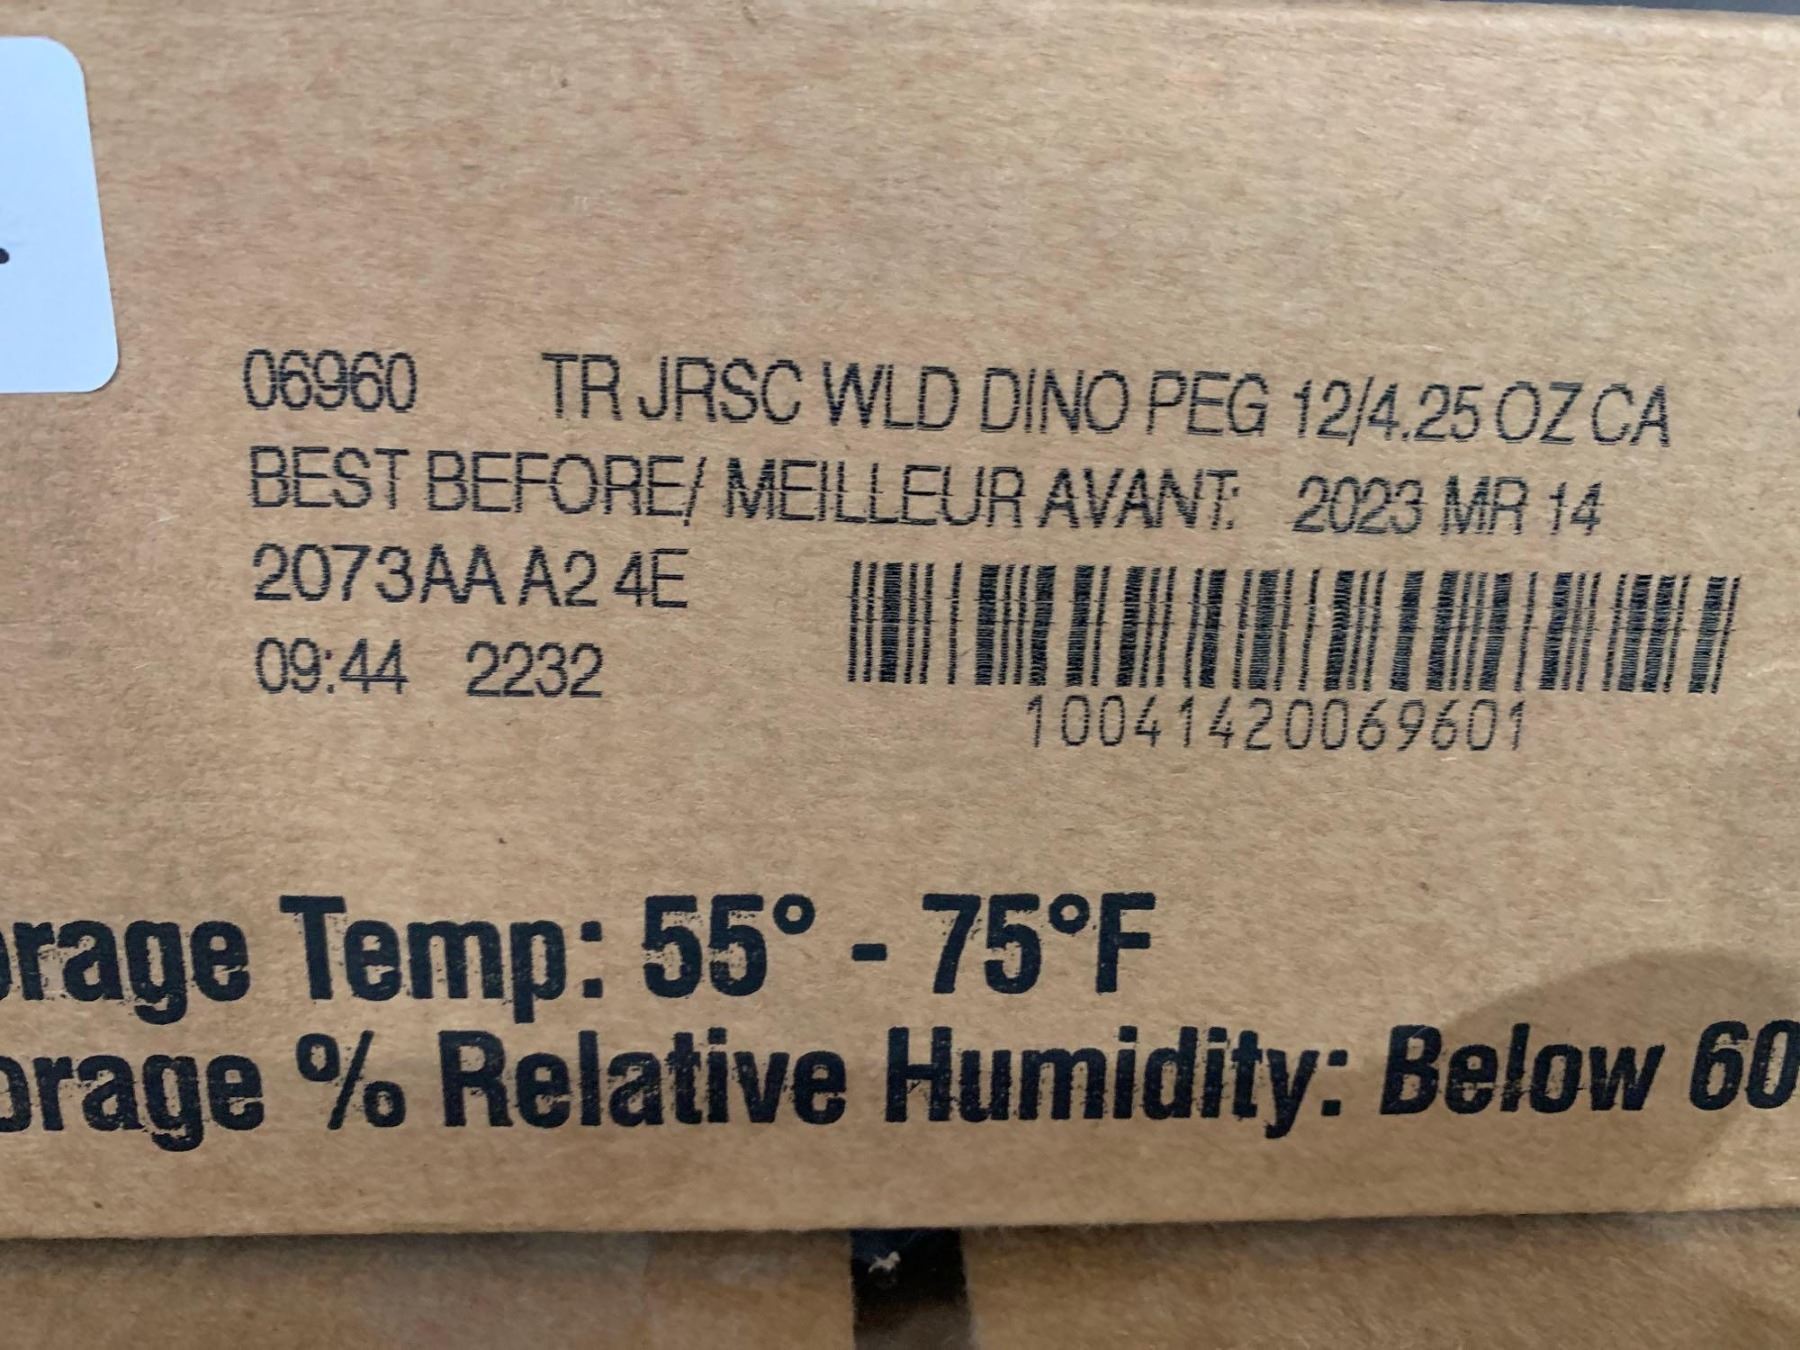 06960 TR JRSC WLD DINO PEG 12/4.25 OZ CA
BEST BEFORE/ MEILLEUR AVANT: 2023 MR 14
2073AA A2 4E
09:44 2232
10041420069601
orage Temp: 55° - 75°F
orage % Relative Humidity: Below 60